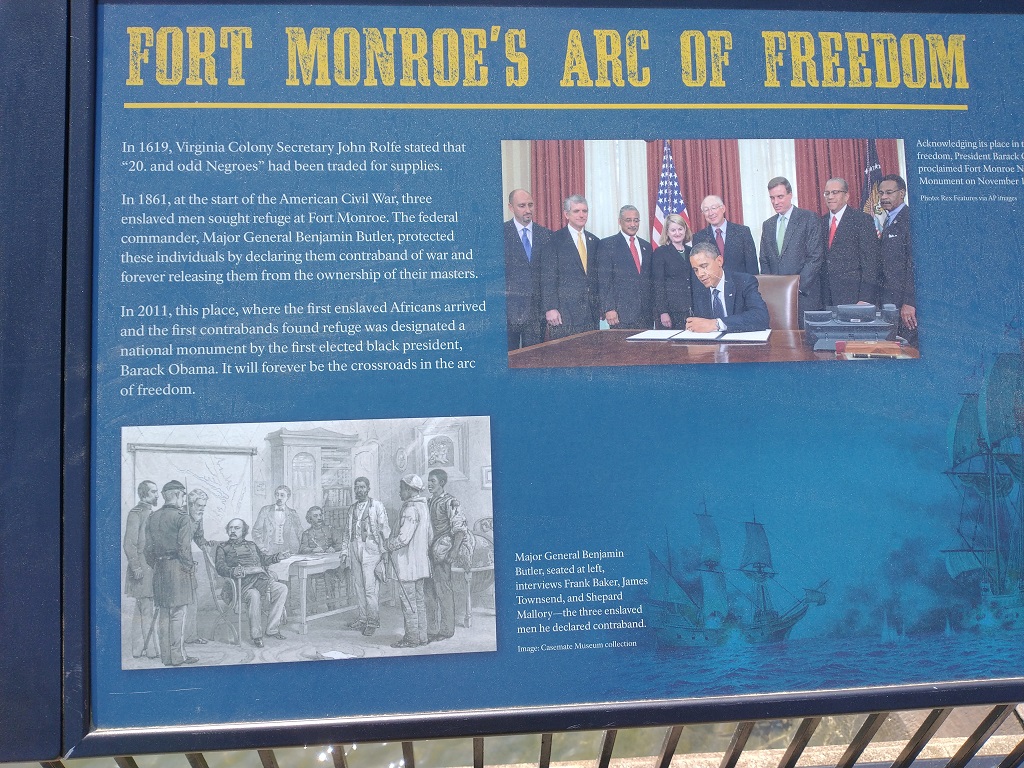 FORT MONROE'S ARC OF FREEDOM
In 1619, Virginia Colony Secretary John Rolfe stated that
"20. and odd Negroes" had been traded for supplies.
In 1861, at the start of the American Civil War, three
enslaved men sought refuge at Fort Monroe. The federal
commander, Major General Benjamin Butler, protected
these individuals by declaring them contraband of war and
forever releasing them from the ownership of their masters.
In 2011, this place, where the first enslaved Africans arrived
and the first contrabands found refuge was designated a
national monument by the first elected black president,
Barack Obama. It will forever be the crossroads in the arc
of freedom.
Acknowledging its place in
freedom, President Barack
proclaimed Fort Monroe
Monument on November
Photo: Rex Features via AP images
Major General Benjamin
Butler, seated at left,
interviews Frank Baker, James
Townsend, and Shepard
Mallory—the three enslaved
men he declared contraband.
Image: Casemate Museum collection